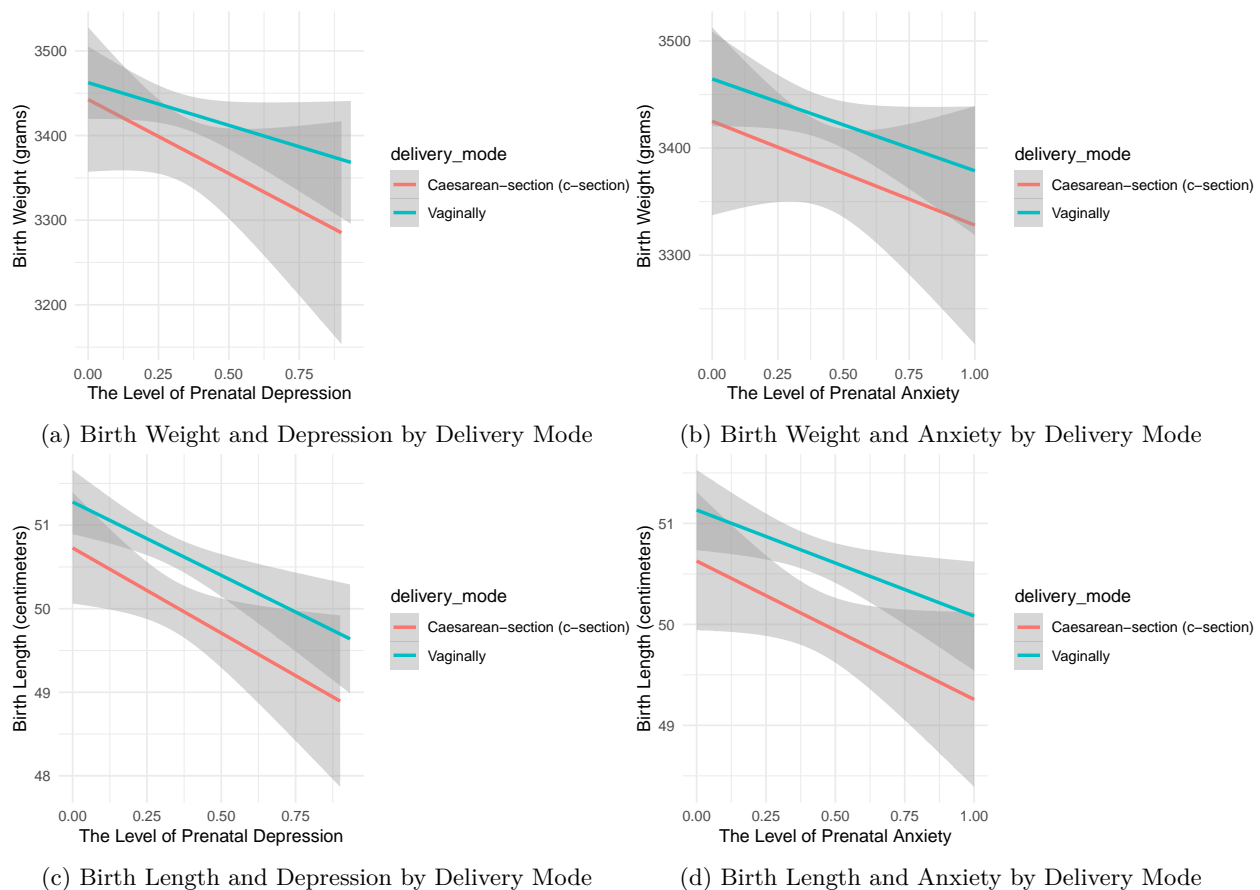 3500
3400
3300
3200
Birth Weight (grams)
0.00 0.25 0.50 0.75
The Level of Prenatal Depression
delivery_mode
Caesarean−section (c−section)
Vaginally
(a) Birth Weight and Depression by Delivery Mode
3500
3400
3300
Birth Weight (grams)
0.00 0.25 0.50 0.75 1.00
The Level of Prenatal Anxiety
delivery_mode
Caesarean−section (c−section)
Vaginally
(b) Birth Weight and Anxiety by Delivery Mode
51
50
49
48
Birth Length (centimeters)
0.00 0.25 0.50 0.75
The Level of Prenatal Depression
delivery_mode
Caesarean−section (c−section)
Vaginally
(c) Birth Length and Depression by Delivery Mode
51
50
49
Birth Length (centimeters)
0.00 0.25 0.50 0.75 1.00
The Level of Prenatal Anxiety
delivery_mode
Caesarean−section (c−section)
Vaginally
(d) Birth Length and Anxiety by Delivery Mode